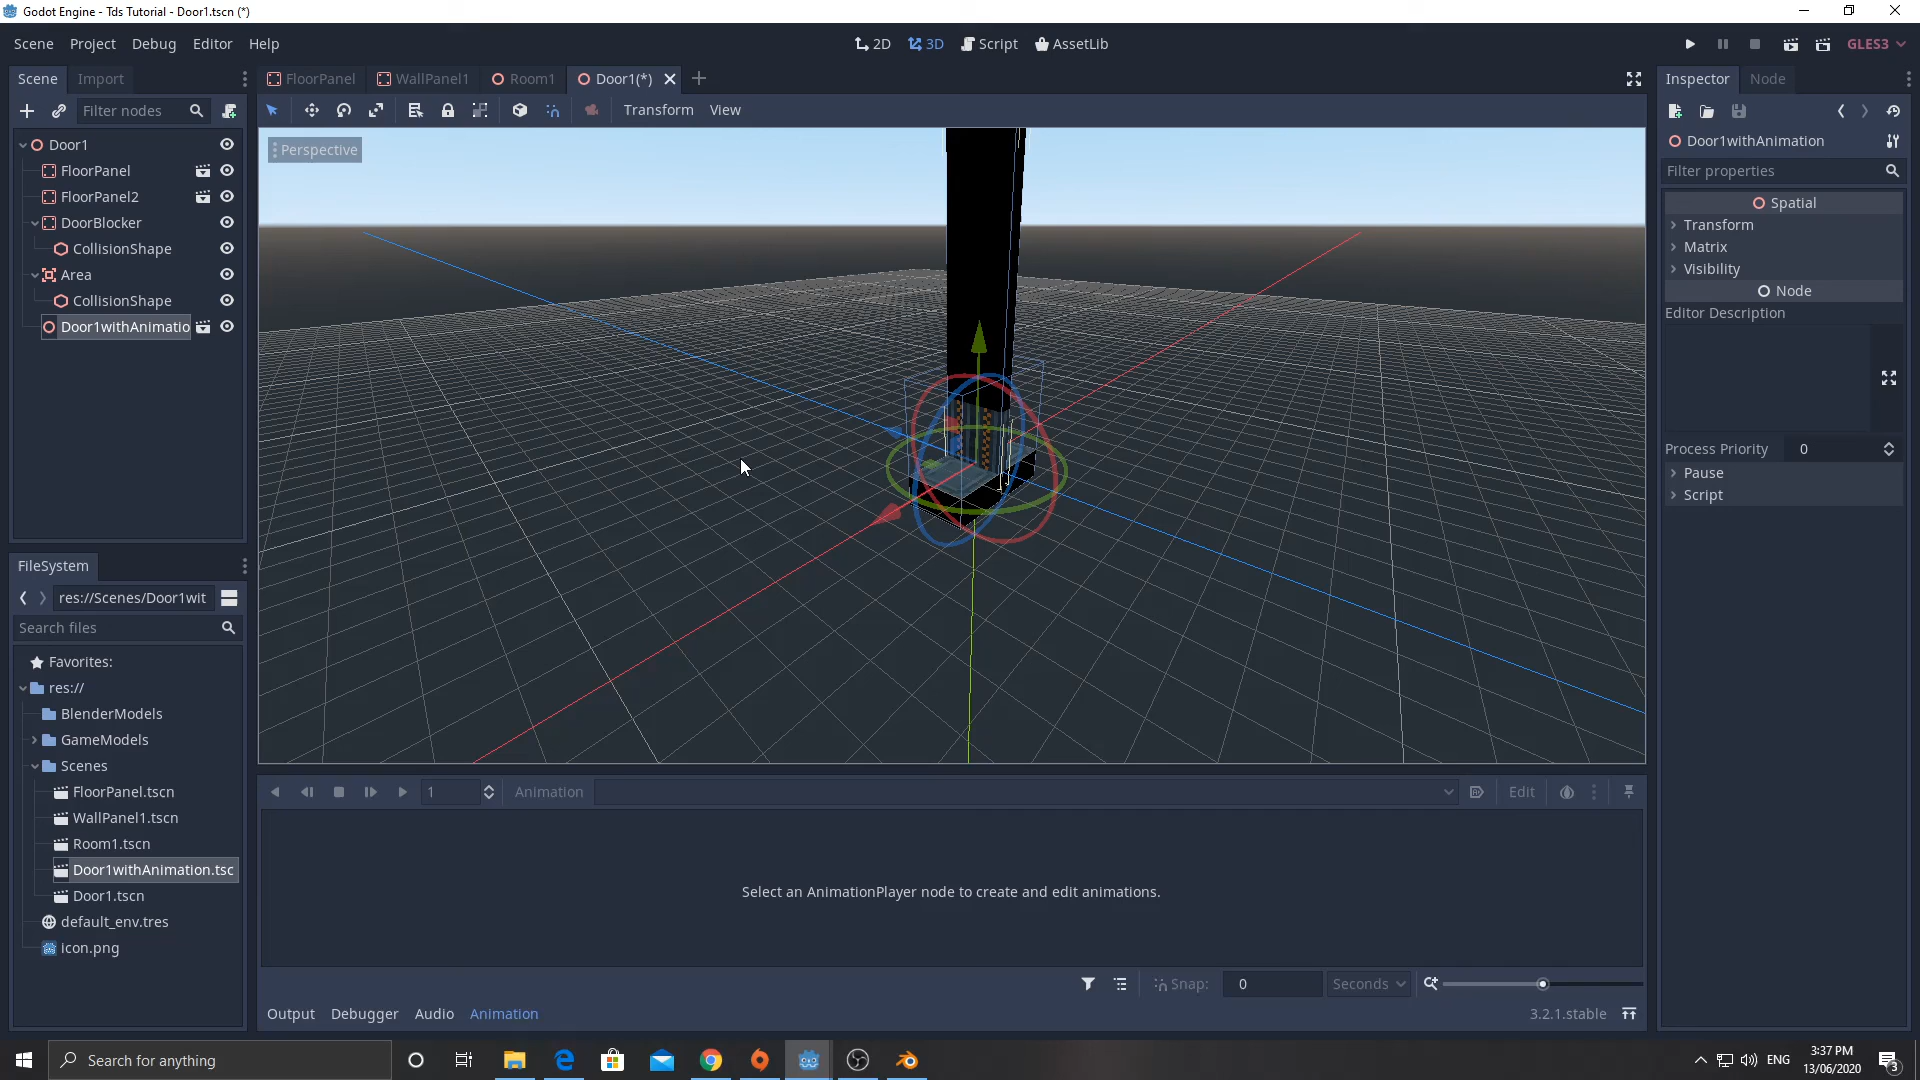 Godot Engine - Tds Tutorial - Door1.tscn (*)
Scene Project Debug Editor Help
2D 3D Script AssetLib
GLES3
Scene Import
FloorPanel WallPanel1 Room1 Door1(*)
Inspector Node
Filter nodes
Transform View
Door1withAnimation
Filter properties
Perspective
Door1
FloorPanel
FloorPanel2
DoorBlocker
CollisionShape
Area
CollisionShape
Door1withAnimatio
Spatial
Transform
Matrix
Visibility
Node
Editor Description
Process Priority 0
Pause
Script
FileSystem
res://Scenes/Door1wit
Search files
Favorites:
res://
BlenderModels
GameModels
Scenes
FloorPanel.tscn
WallPanel1.tscn
Room1.tscn
Door1withAnimation.tsc
Door1.tscn
default_env.tres
icon.png
1 Animation Edit
Select an AnimationPlayer node to create and edit animations.
Snap: 0 Seconds
Output Debugger Audio Animation
3.2.1.stable
Search for anything
ENG
3:37 PM
13/06/2020
3